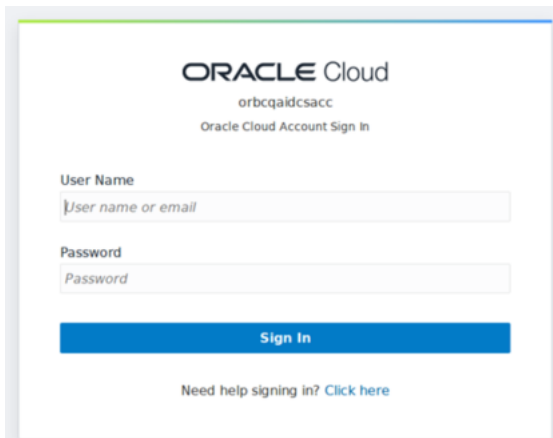 ORACLE Cloud
orbcqaidcsacc
Oracle Cloud Account Sign In
User Name
User name or email
Password
Password
Sign In
Need help signing in? Click here